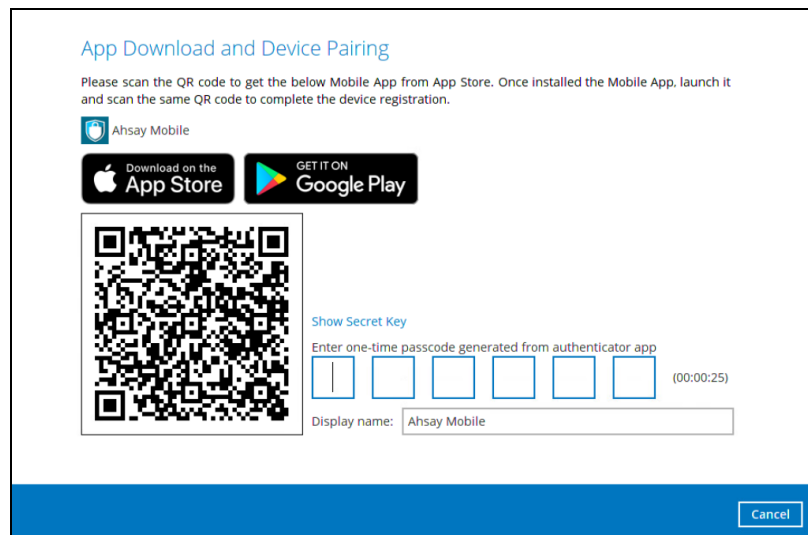 App Download and Device Pairing
Please scan the QR code to get the below Mobile App from App Store. Once installed the Mobile App, launch it
and scan the same QR code to complete the device registration.
Ahsay Mobile
Download on the
App Store
GET IT ON
Google Play
Show Secret Key
Enter one-time passcode generated from authenticator app
(00:00:25)
Display name: Ahsay Mobile
Cancel